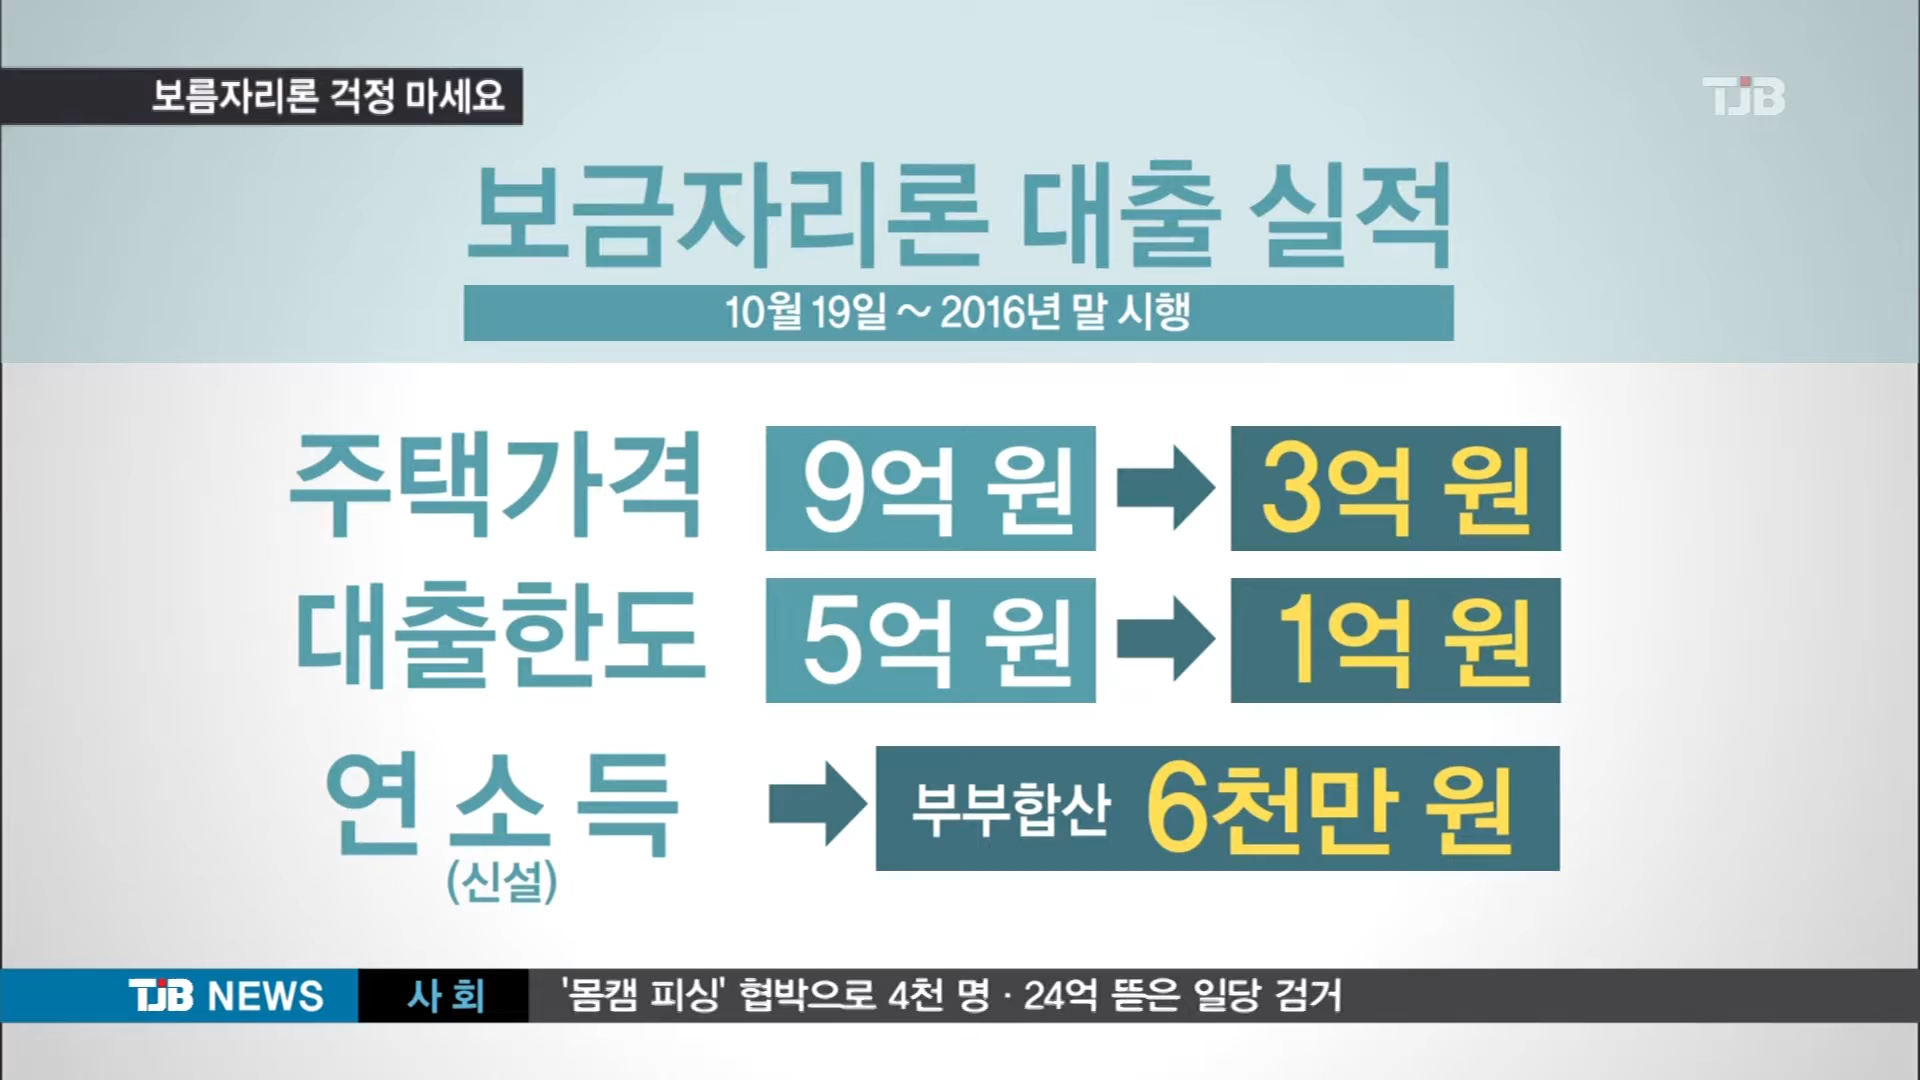 보름자리론 걱정 마세요
TJB
보금자리론 대출 실적
10월 19일 ~ 2016년 말 시행
주택가격 9억 원 3억 원
대출한도 5억 원 1억 원
연소득 부부합산 6천만 원
(신설)
TJB NEWS 사회 '몸캠 피싱' 협박으로 4천 명 · 24억 뜯은 일당 검거